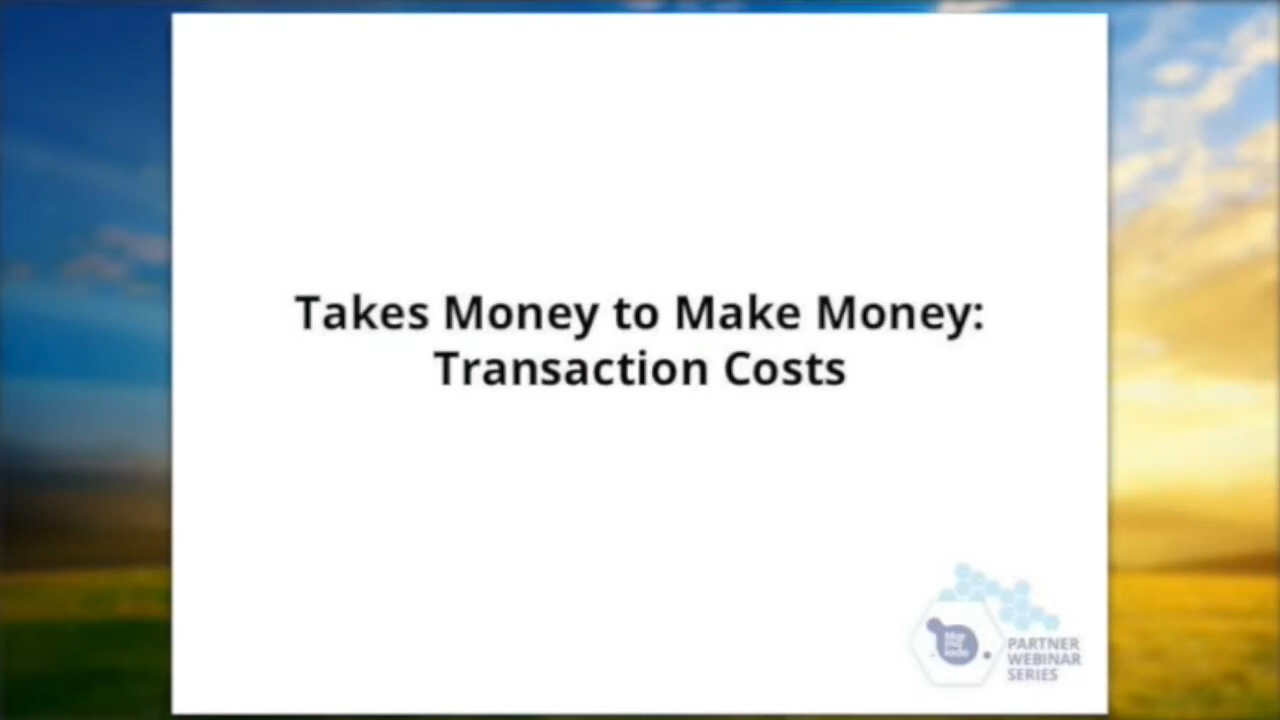 Takes Money to Make Money:
Transaction Costs
PARTNER
WEBINAR
SERIES